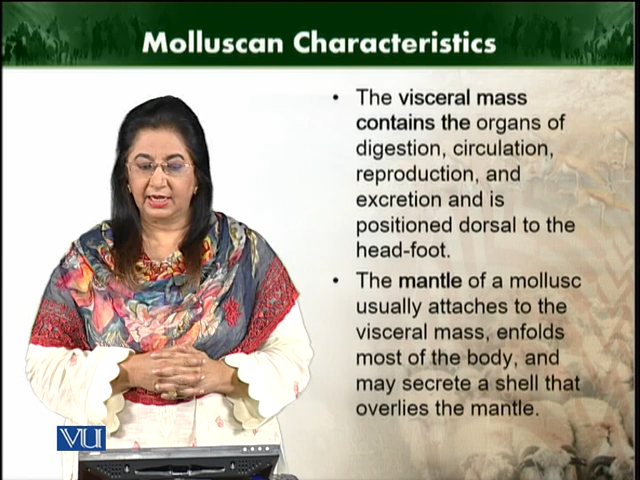 Molluscan Characteristics
• The visceral mass
contains the organs of
digestion, circulation,
reproduction, and
excretion and is
positioned dorsal to the
head-foot.
• The mantle of a mollusc
usually attaches to the
visceral mass, enfolds
most of the body, and
may secrete a shell that
overlies the mantle.
VU